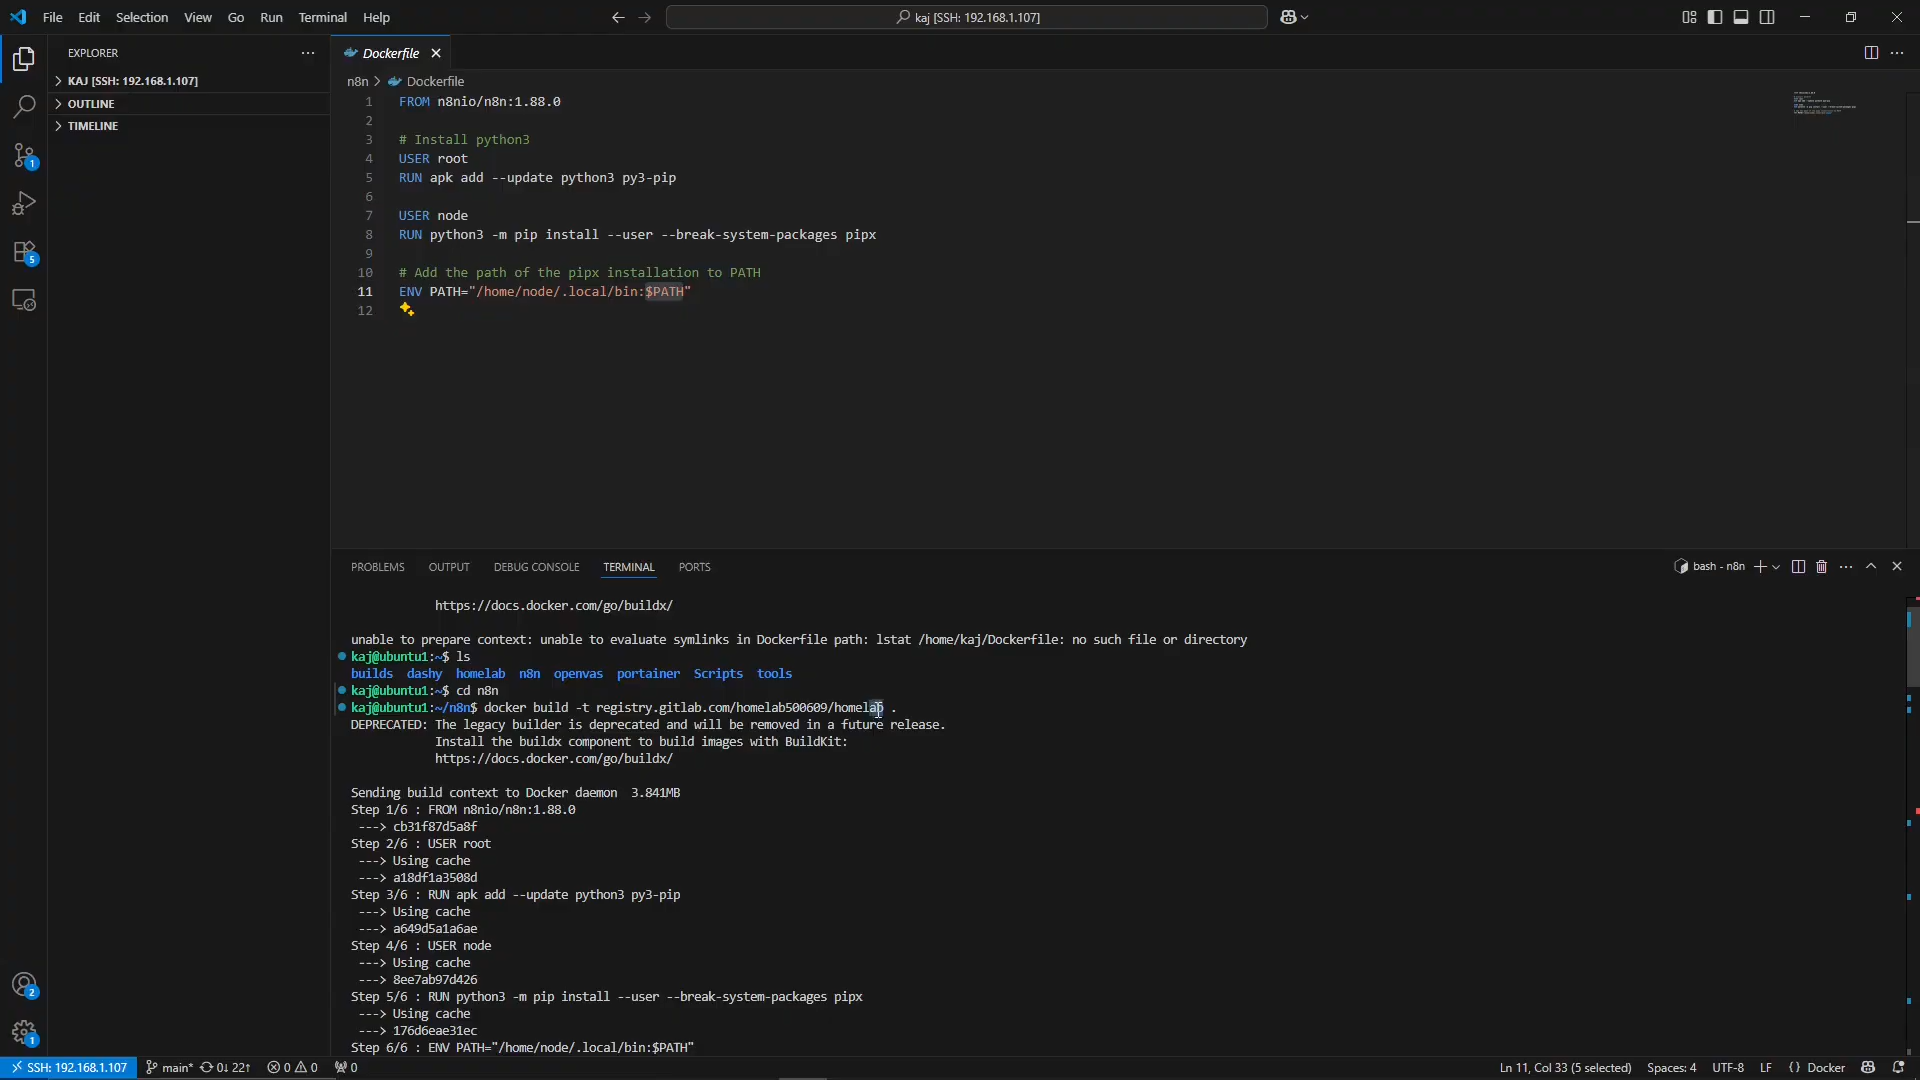 File Edit Selection View Go Run Terminal Help
kaj [SSH: 192.168.1.107]
EXPLORER
KAJ [SSH: 192.168.1.107]
OUTLINE
TIMELINE
1
5
2
1
Dockerfile
n8n > Dockerfile
1 FROM n8nio/n8n:1.88.0
2
3 # Install python3
4 USER root
5 RUN apk add --update python3 py3-pip
6
7 USER node
8 RUN python3 -m pip install --user --break-system-packages pipx
9
10 # Add the path of the pipx installation to PATH
11 ENV PATH="/home/node/.local/bin:$PATH"
12
PROBLEMS OUTPUT DEBUG CONSOLE TERMINAL PORTS
bash - n8n
https://docs.docker.com/go/buildx/
unable to prepare context: unable to evaluate symlinks in Dockerfile path: lstat /home/kaj/Dockerfile: no such file or directory
kaj@ubuntu1:~$ ls
builds dashy homelab n8n openvas portainer Scripts tools
kaj@ubuntu1:~$ cd n8n
kaj@ubuntu1:~/n8n$ docker build -t registry.gitlab.com/homelab500609/homelab .
DEPRECATED: The legacy builder is deprecated and will be removed in a future release.
Install the buildx component to build images with BuildKit:
https://docs.docker.com/go/buildx/
Sending build context to Docker daemon 3.841MB
Step 1/6 : FROM n8nio/n8n:1.88.0
---> cb31f87d5a8f
Step 2/6 : USER root
---> Using cache
---> a18df1a3508d
Step 3/6 : RUN apk add --update python3 py3-pip
---> Using cache
---> a649d5a1a6ae
Step 4/6 : USER node
---> Using cache
---> 8ee7ab97d426
Step 5/6 : RUN python3 -m pip install --user --break-system-packages pipx
---> Using cache
---> 176d6eae31ec
Step 6/6 : ENV PATH="/home/node/.local/bin:$PATH"
SSH: 192.168.1.107 main* 0↓ 22↑ 0 0 0
Ln 11, Col 33 (5 selected) Spaces: 4 UTF-8 LF {} Docker